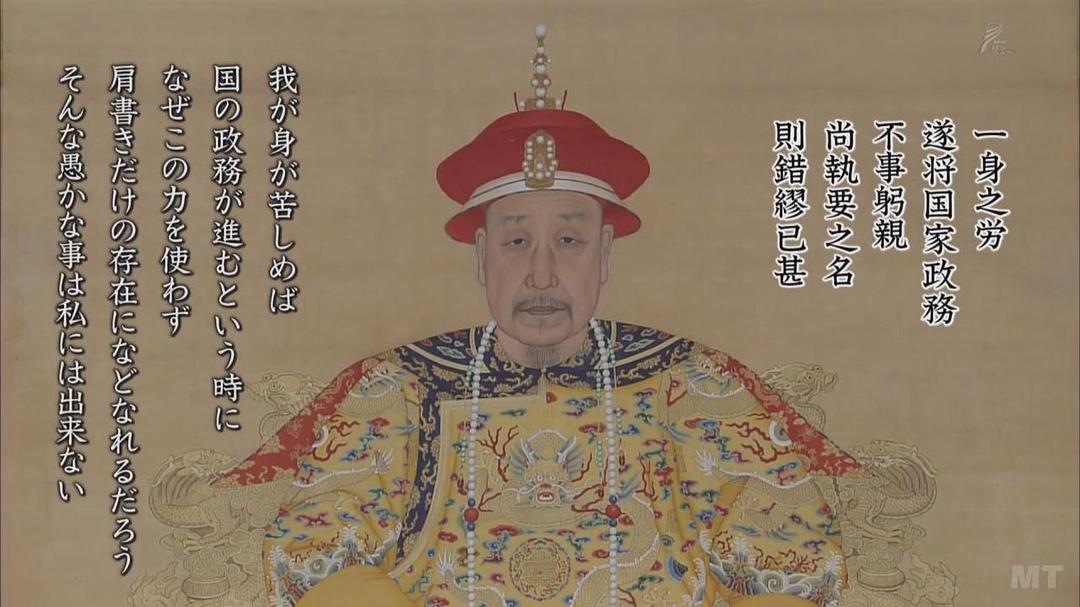 一身之労
遂将国家政務
不事躬親
尚執要之名
則錯繆已甚
我が身が苦しめば
国の政務が進むという時に
なぜこの力を使わず
肩書きだけの存在になどなれるだろう
そんな愚かな事は私には出来ない
MT